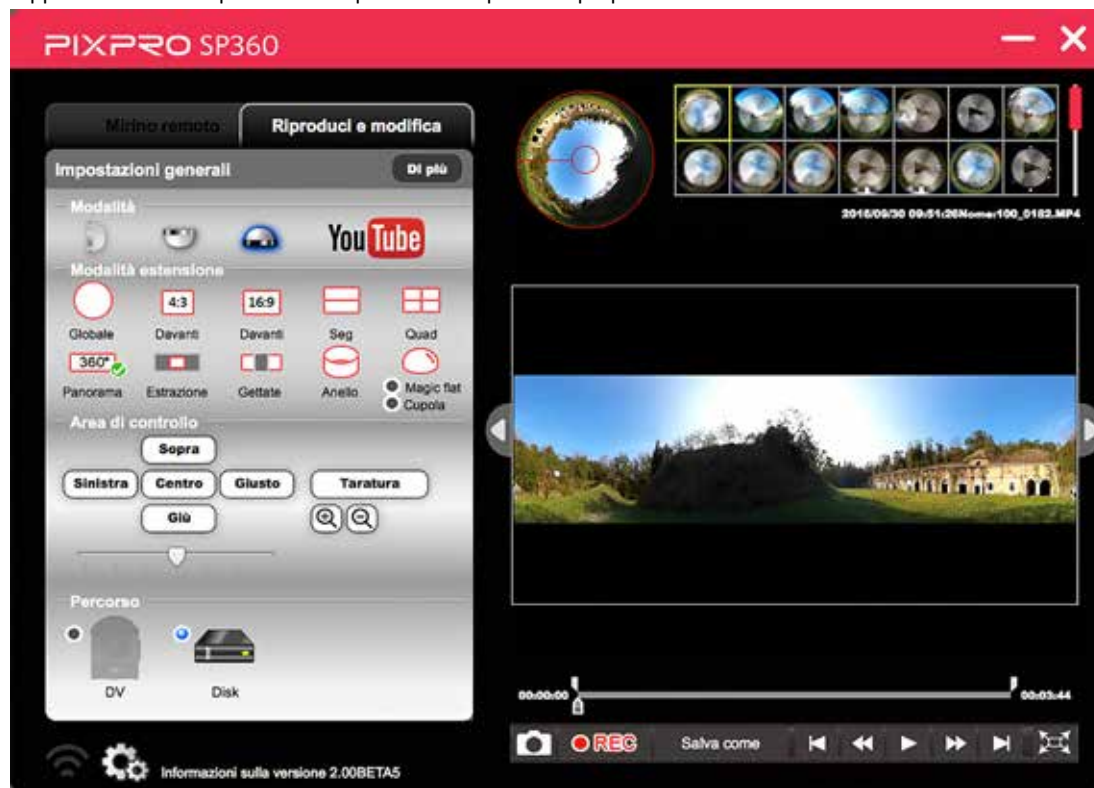 PIXPRO SP360
Mirino remoto
Riproduci e modifica
Impostazioni generali
Di più
Modalità
You Tube
Modalità estensione
4:3
16:9
Globale
Davanti
Davanti
Seg
Quad
360°
Panorama
Estrazione
Gettate
Anello
Magic flat
Cupola
Area di controllo
Sopra
Sinistra
Centro
Giusto
Taratura
Giù
Percorso
DV
Disk
Informazioni sulla versione 2.00BETA5
2016/09/30 09:51:26Nome:100_0182.MP4
00:00:00
00:03:44
REC
Salva come